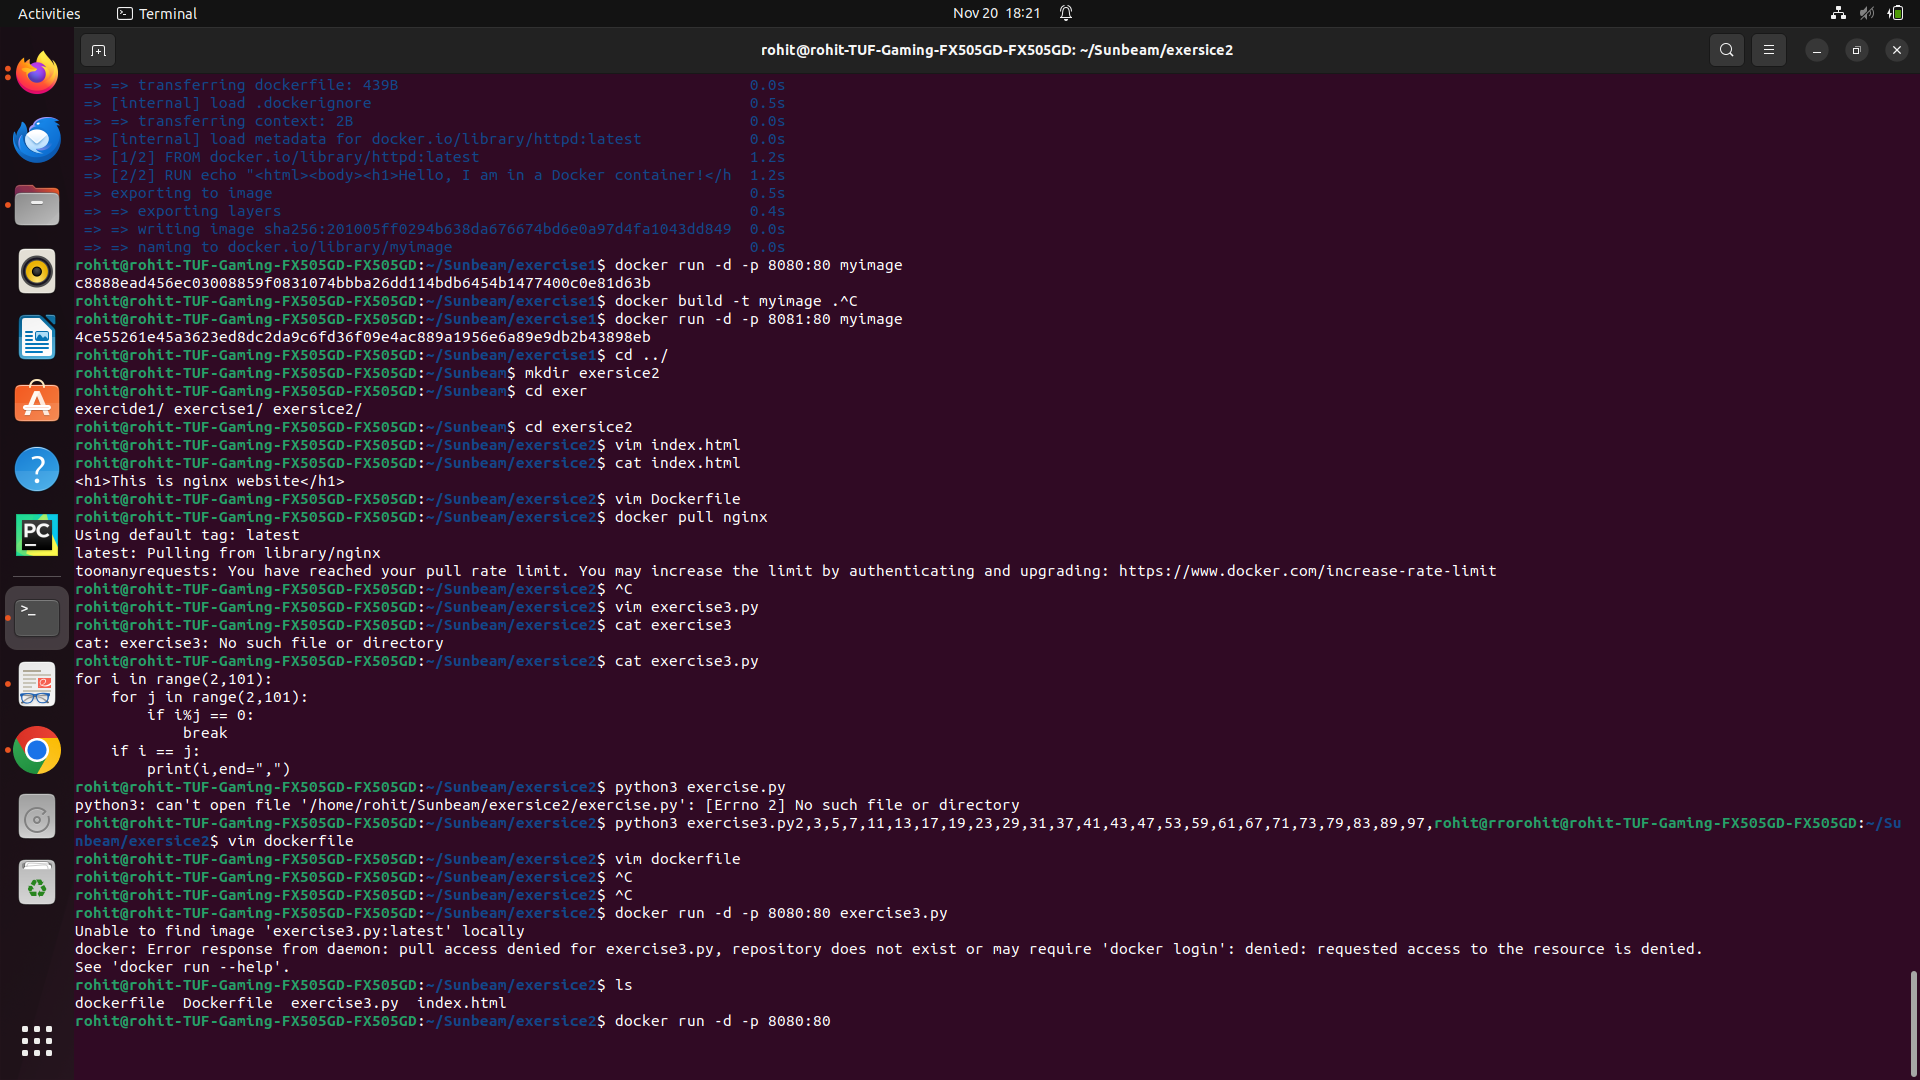 Activities
Terminal
Nov 20 18:21
rohit@rohit-TUF-Gaming-FX505GD-FX505GD: ~/Sunbeam/exersice2
=> => transferring dockerfile: 439B 0.0s
=> [internal] load .dockerignore 0.5s
=> => transferring context: 2B 0.0s
=> [internal] load metadata for docker.io/library/httpd:latest 0.0s
=> [1/2] FROM docker.io/library/httpd:latest 1.2s
=> [2/2] RUN echo "<html><body><h1>Hello, I am in a Docker container!</h 1.2s
=> exporting to image 0.5s
=> => exporting layers 0.4s
=> => writing image sha256:201005ff0294b638da676674bd6e0a97d4fa1043dd849 0.0s
=> => naming to docker.io/library/myimage 0.0s
rohit@rohit-TUF-Gaming-FX505GD-FX505GD:~/Sunbeam/exercise1$ docker run -d -p 8080:80 myimage
c8888ead456ec03008859f0831074bbba26dd114bdb6454b1477400c0e81d63b
rohit@rohit-TUF-Gaming-FX505GD-FX505GD:~/Sunbeam/exercise1$ docker build -t myimage .^C
rohit@rohit-TUF-Gaming-FX505GD-FX505GD:~/Sunbeam/exercise1$ docker run -d -p 8081:80 myimage
4ce55261e45a3623ed8dc2da9c6fd36f09e4ac889a1956e6a89e9db2b43898eb
rohit@rohit-TUF-Gaming-FX505GD-FX505GD:~/Sunbeam/exercise1$ cd ../
rohit@rohit-TUF-Gaming-FX505GD-FX505GD:~/Sunbeam$ mkdir exersice2
rohit@rohit-TUF-Gaming-FX505GD-FX505GD:~/Sunbeam$ cd exer
exercide1/ exercise1/ exersice2/
rohit@rohit-TUF-Gaming-FX505GD-FX505GD:~/Sunbeam$ cd exersice2
rohit@rohit-TUF-Gaming-FX505GD-FX505GD:~/Sunbeam/exersice2$ vim index.html
rohit@rohit-TUF-Gaming-FX505GD-FX505GD:~/Sunbeam/exersice2$ cat index.html
<h1>This is nginx website</h1>
rohit@rohit-TUF-Gaming-FX505GD-FX505GD:~/Sunbeam/exersice2$ vim Dockerfile
rohit@rohit-TUF-Gaming-FX505GD-FX505GD:~/Sunbeam/exersice2$ docker pull nginx
Using default tag: latest
latest: Pulling from library/nginx
toomanyrequests: You have reached your pull rate limit. You may increase the limit by authenticating and upgrading: https://www.docker.com/increase-rate-limit
rohit@rohit-TUF-Gaming-FX505GD-FX505GD:~/Sunbeam/exersice2$ ^C
rohit@rohit-TUF-Gaming-FX505GD-FX505GD:~/Sunbeam/exersice2$ vim exercise3.py
rohit@rohit-TUF-Gaming-FX505GD-FX505GD:~/Sunbeam/exersice2$ cat exercise3
cat: exercise3: No such file or directory
rohit@rohit-TUF-Gaming-FX505GD-FX505GD:~/Sunbeam/exersice2$ cat exercise3.py
for i in range(2,101):
    for j in range(2,101):
        if i%j == 0:
            break
    if i == j:
        print(i,end=",")
rohit@rohit-TUF-Gaming-FX505GD-FX505GD:~/Sunbeam/exersice2$ python3 exercise.py
python3: can't open file '/home/rohit/Sunbeam/exersice2/exercise.py': [Errno 2] No such file or directory
rohit@rohit-TUF-Gaming-FX505GD-FX505GD:~/Sunbeam/exersice2$ python3 exercise3.py2,3,5,7,11,13,17,19,23,29,31,37,41,43,47,53,59,61,67,71,73,79,83,89,97,rohit@rrorohit@rohit-TUF-Gaming-FX505GD-FX505GD:~/Su
nbeam/exersice2$ vim dockerfile
rohit@rohit-TUF-Gaming-FX505GD-FX505GD:~/Sunbeam/exersice2$ vim dockerfile
rohit@rohit-TUF-Gaming-FX505GD-FX505GD:~/Sunbeam/exersice2$ ^C
rohit@rohit-TUF-Gaming-FX505GD-FX505GD:~/Sunbeam/exersice2$ ^C
rohit@rohit-TUF-Gaming-FX505GD-FX505GD:~/Sunbeam/exersice2$ docker run -d -p 8080:80 exercise3.py
Unable to find image 'exercise3.py:latest' locally
docker: Error response from daemon: pull access denied for exercise3.py, repository does not exist or may require 'docker login': denied: requested access to the resource is denied.
See 'docker run --help'.
rohit@rohit-TUF-Gaming-FX505GD-FX505GD:~/Sunbeam/exersice2$ ls
dockerfile  Dockerfile  exercise3.py  index.html
rohit@rohit-TUF-Gaming-FX505GD-FX505GD:~/Sunbeam/exersice2$ docker run -d -p 8080:80
PC